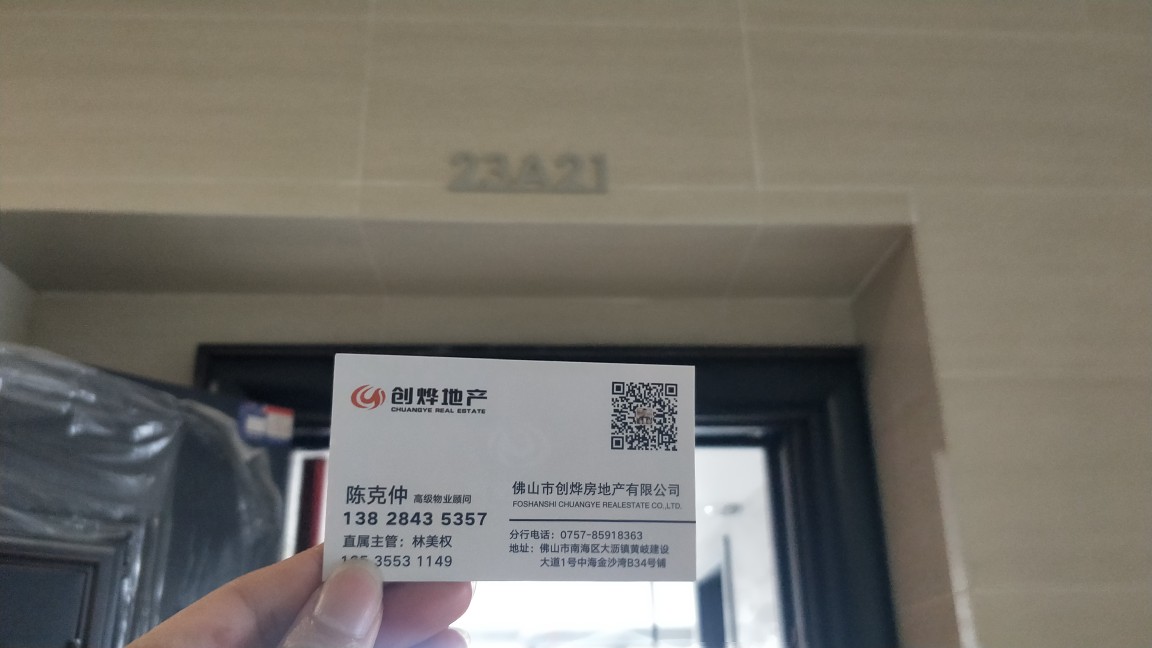 23A21
创烨地产
CHUANGYE REAL ESTATE
陈克仲 高级物业顾问
138 2843 5357
直属主管：林美权
3553 1149
佛山市创烨房地产有限公司
FOSHANSHI CHUANGYE REALESTATE CO.,LTD.
分行电话：0757-85918363
地址：佛山市南海区大沥镇黄岐建设
大道1号中海金沙湾B34号铺